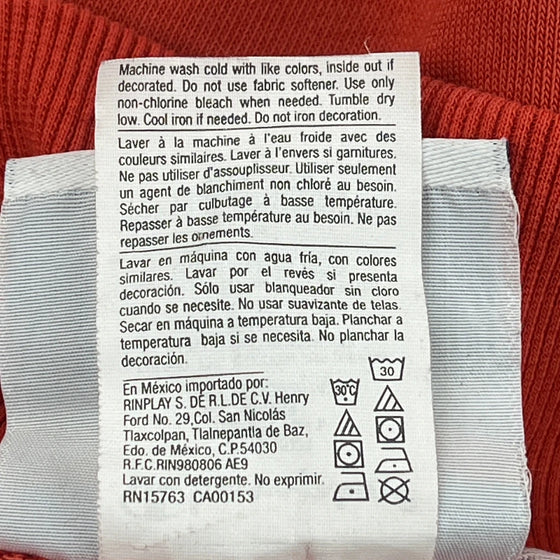 Machine wash cold with like colors, inside out if
decorated. Do not use fabric softener. Use only
non-chlorine bleach when needed. Tumble dry
low. Cool iron if needed. Do not iron decoration.
Laver à la machine à l'eau froide avec des
couleurs similaires. Laver à l'envers si garnitures.
Ne pas utiliser d'assouplisseur. Utiliser seulement
un agent de blanchiment non chloré au besoin.
Sécher par culbutage à basse température.
Repasser à basse température au besoin. Ne pas
repasser les ornements.
Lavar en máquina con agua fría, con colores
similares. Lavar por el revés si presenta
decoración. Sólo usar blanqueador sin cloro
cuando se necesite. No usar suavizante de telas.
Secar en máquina a temperatura baja. Planchar a
temperatura baja si se necesita. No planchar la
decoración.
En México importado por:
RINPLAY S. DE R.L.DE C.V. Henry
Ford No. 29,Col. San Nicolás
Tlaxcolpan, Tlalnepantla de Baz,
Edo. de México, C.P.54030
R.F.C.RIN980806 AE9
Lavar con detergente. No exprimir.
RN15763 CA00153
30
30°C